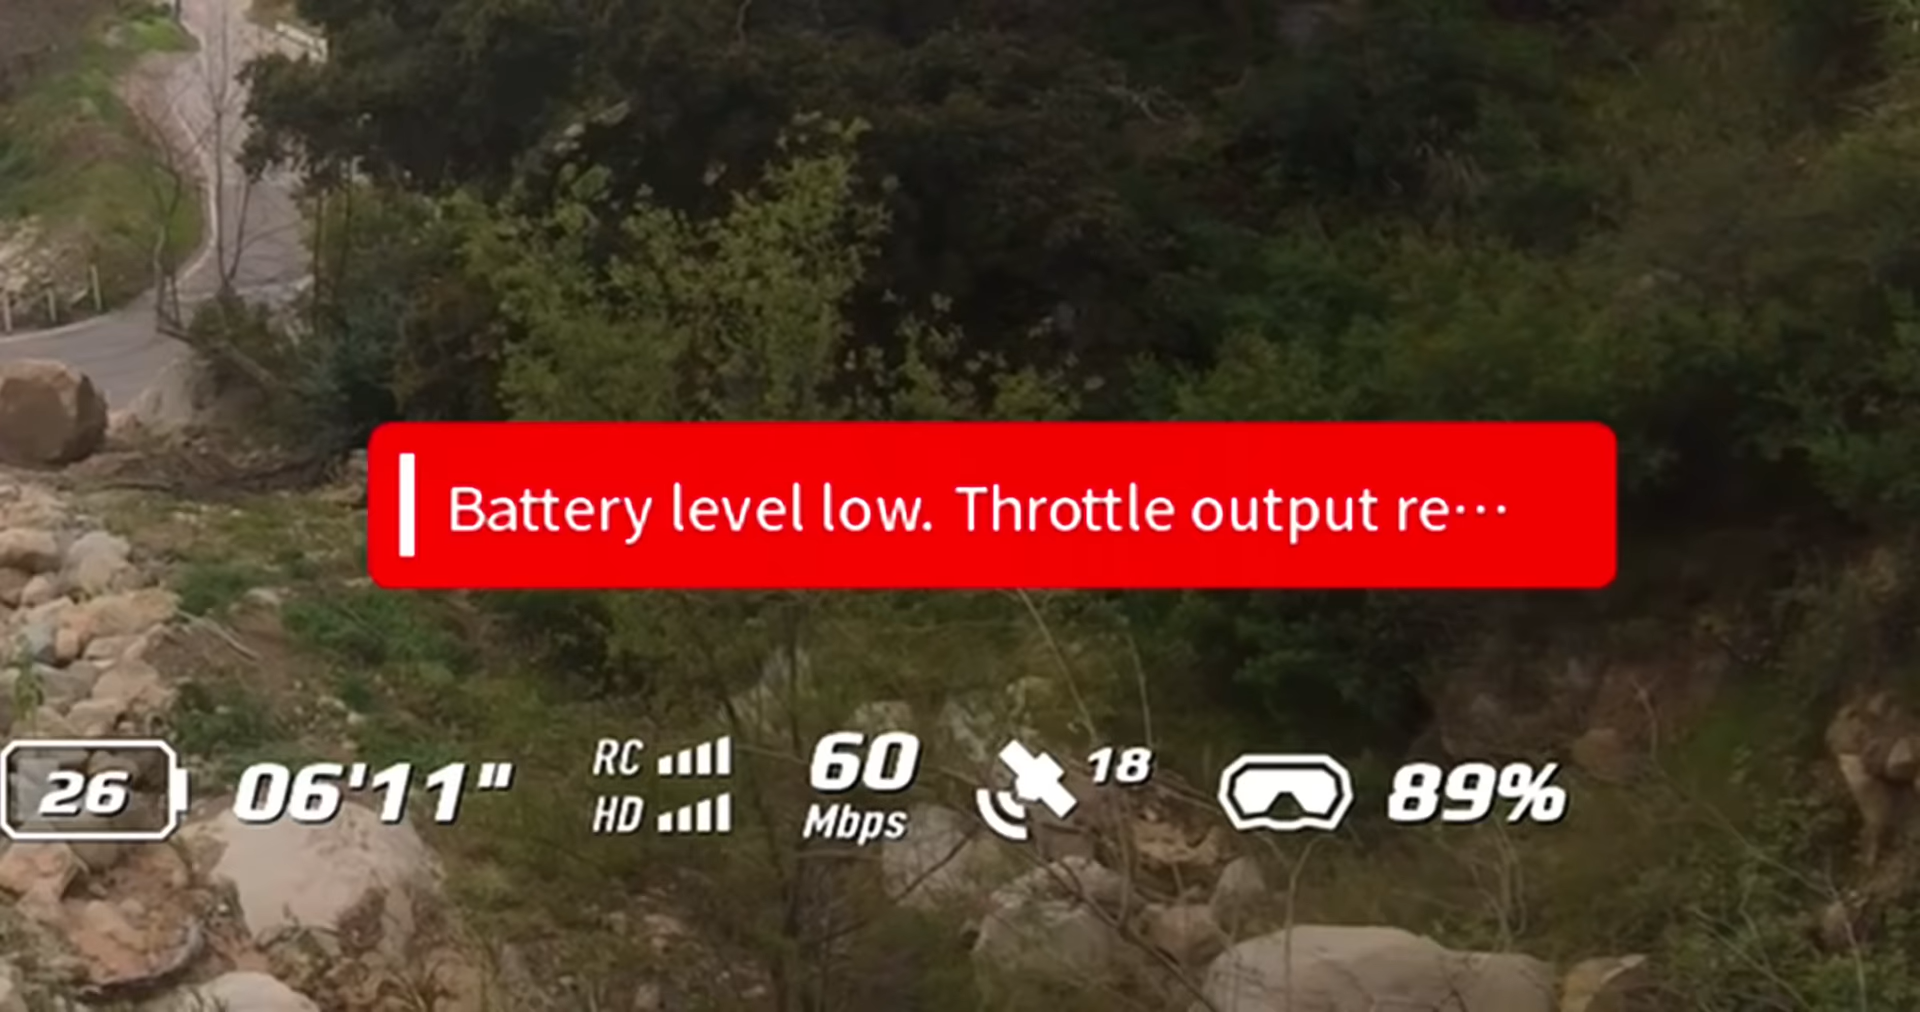 Battery level low. Throttle output re···
26 06'11" RC 60 18 89%
HD Mbps